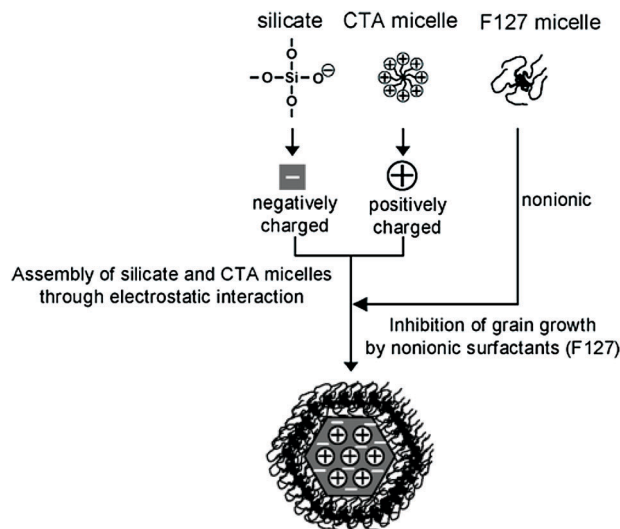 silicate
CTA micelle
F127 micelle
O
O Si O ⊖
O
⊕ ⊕ ⊕ ⊕ ⊕ ⊕ ⊕ ⊕
−
+
negatively
charged
positively
charged
nonionic
Assembly of silicate and CTA micelles
through electrostatic interaction
Inhibition of grain growth
by nonionic surfactants (F127)
+ +
+ + +
+ +